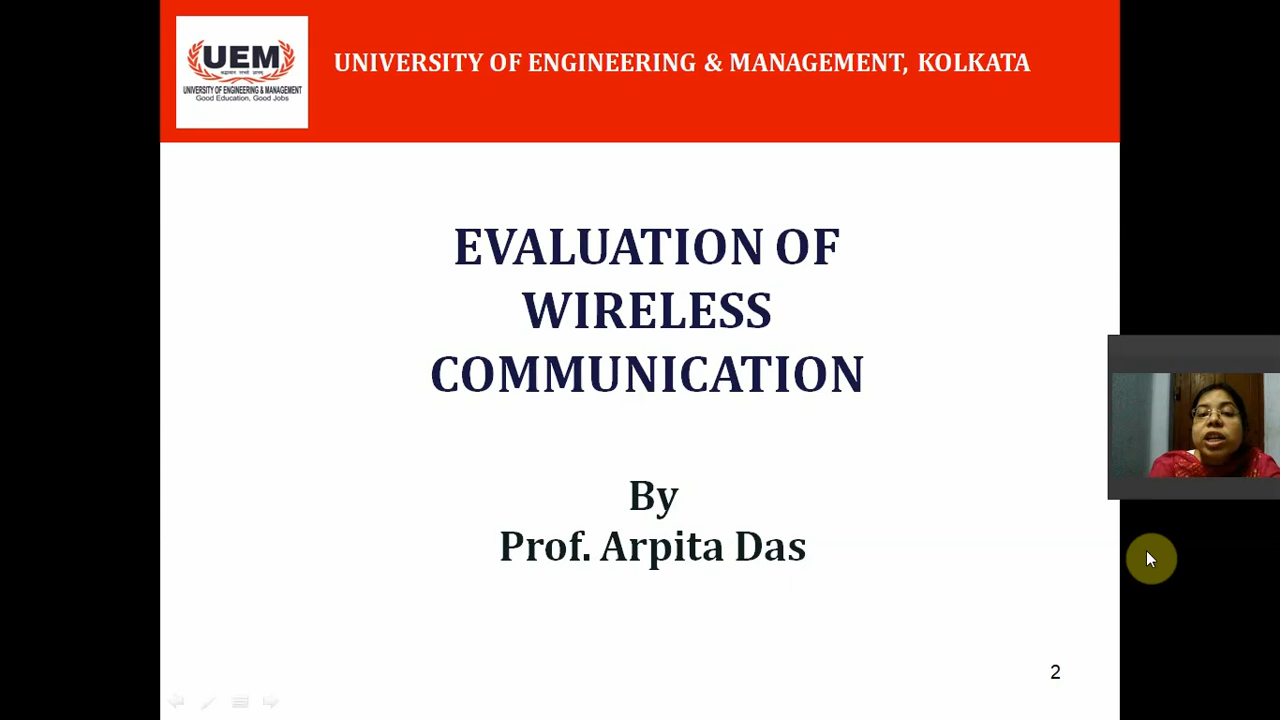 UEM
UNIVERSITY OF ENGINEERING & MANAGEMENT
Good Education, Good Jobs
UNIVERSITY OF ENGINEERING & MANAGEMENT, KOLKATA
EVALUATION OF
WIRELESS
COMMUNICATION
By
Prof. Arpita Das
2